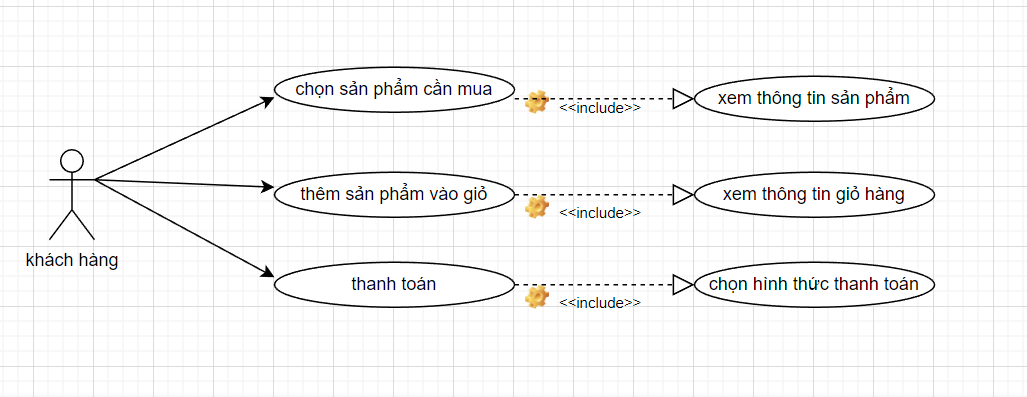 chọn sản phẩm cần mua
<<include>>
xem thông tin sản phẩm
thêm sản phẩm vào giỏ
<<include>>
xem thông tin giỏ hàng
khách hàng
thanh toán
<<include>>
chọn hình thức thanh toán